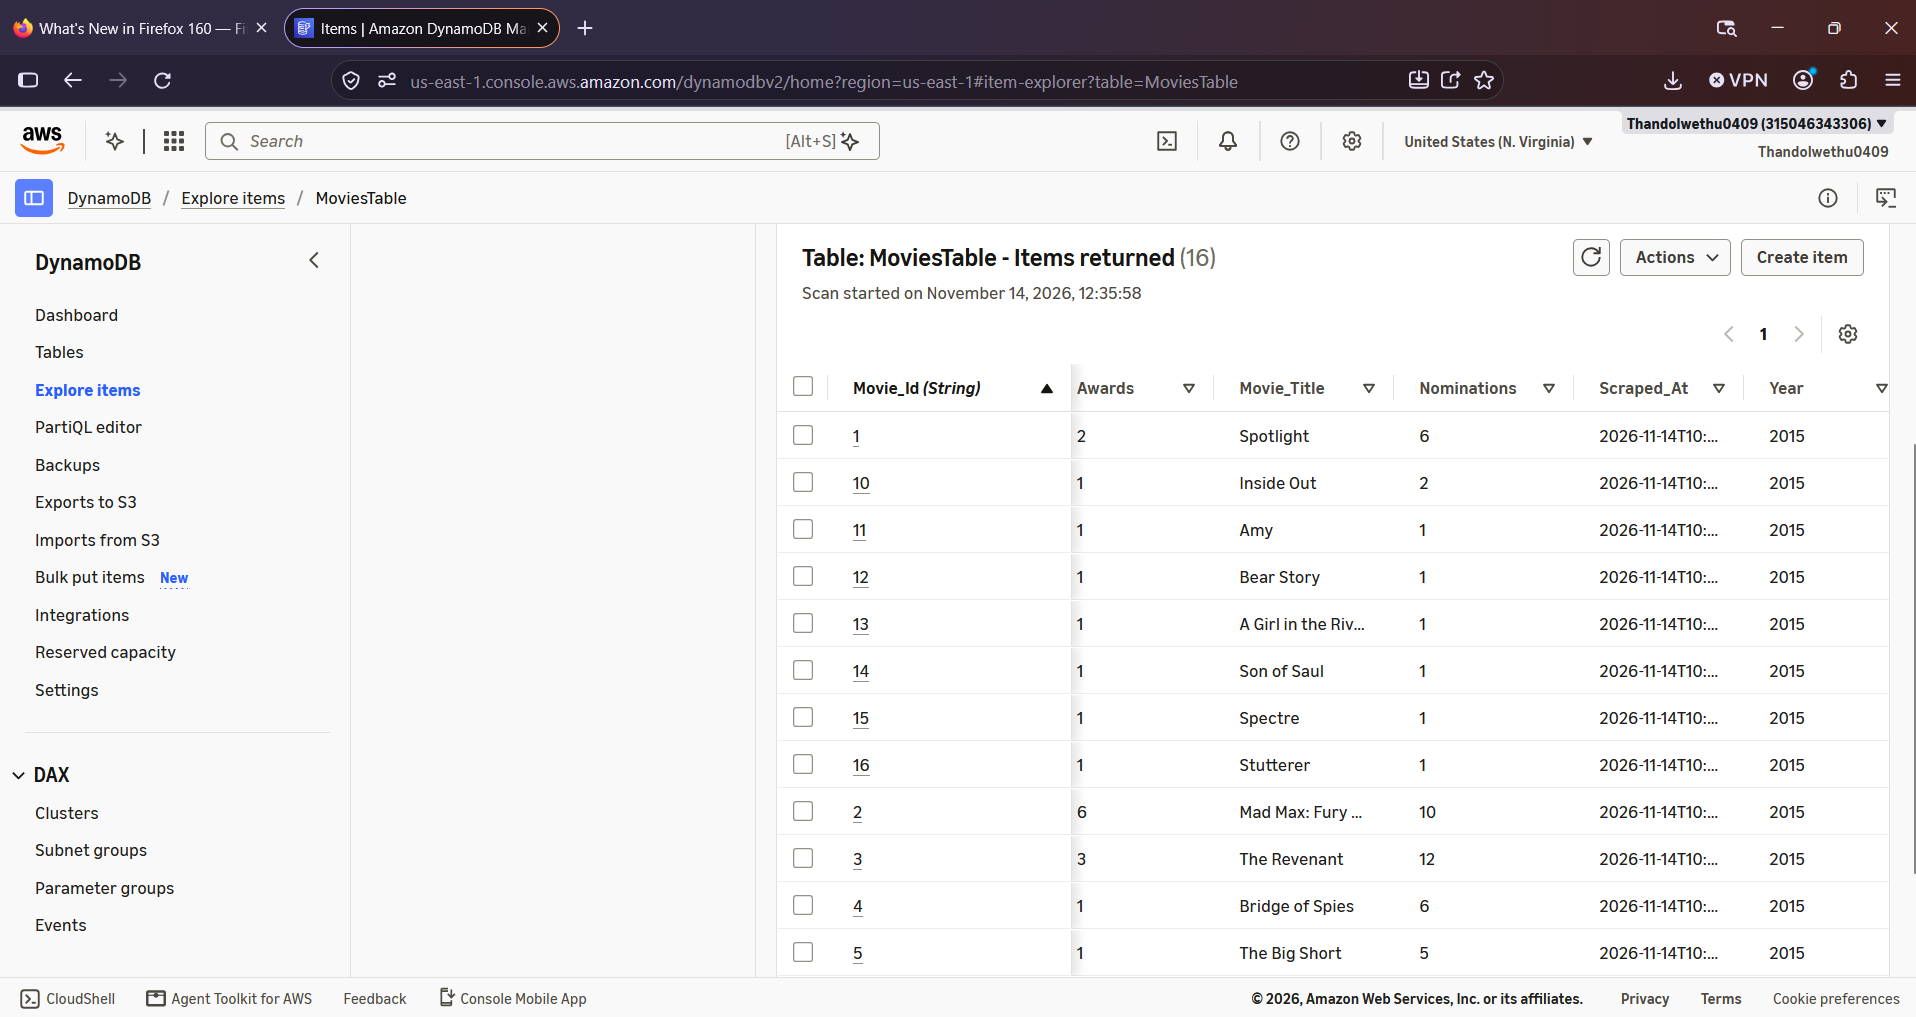 What's New in Firefox 160 — Fi
Items | Amazon DynamoDB Ma
us-east-1.console.aws.amazon.com/dynamodbv2/home?region=us-east-1#item-explorer?table=MoviesTable
VPN
aws
Search [Alt+S]
United States (N. Virginia)
Thandolwethu0409 (315046343306)
Thandolwethu0409
DynamoDB / Explore items / MoviesTable
DynamoDB
Dashboard
Tables
Explore items
PartiQL editor
Backups
Exports to S3
Imports from S3
Bulk put items New
Integrations
Reserved capacity
Settings
DAX
Clusters
Subnet groups
Parameter groups
Events
Table: MoviesTable - Items returned (16)
Scan started on November 14, 2026, 12:35:58
Actions
Create item
1
Movie_Id (String) Awards Movie_Title Nominations Scraped_At Year
1 2 Spotlight 6 2026-11-14T10:... 2015
10 1 Inside Out 2 2026-11-14T10:... 2015
11 1 Amy 1 2026-11-14T10:... 2015
12 1 Bear Story 1 2026-11-14T10:... 2015
13 1 A Girl in the Riv... 1 2026-11-14T10:... 2015
14 1 Son of Saul 1 2026-11-14T10:... 2015
15 1 Spectre 1 2026-11-14T10:... 2015
16 1 Stutterer 1 2026-11-14T10:... 2015
2 6 Mad Max: Fury ... 10 2026-11-14T10:... 2015
3 3 The Revenant 12 2026-11-14T10:... 2015
4 1 Bridge of Spies 6 2026-11-14T10:... 2015
5 1 The Big Short 5 2026-11-14T10:... 2015
CloudShell Agent Toolkit for AWS Feedback Console Mobile App
© 2026, Amazon Web Services, Inc. or its affiliates. Privacy Terms Cookie preferences